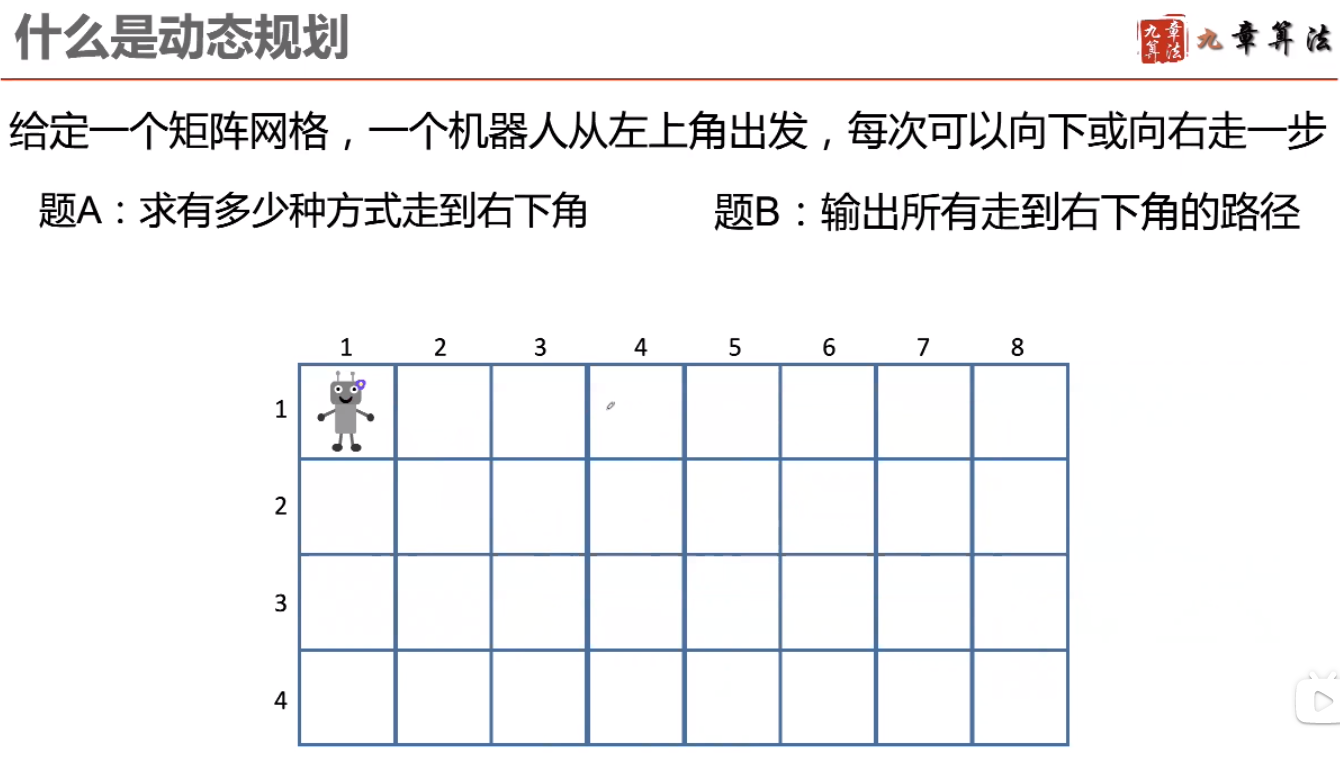 什么是动态规划
九章算法 九章算法
给定一个矩阵网格，一个机器人从左上角出发，每次可以向下或向右走一步
题A：求有多少种方式走到右下角
题B：输出所有走到右下角的路径
1 2 3 4 5 6 7 8
1
2
3
4